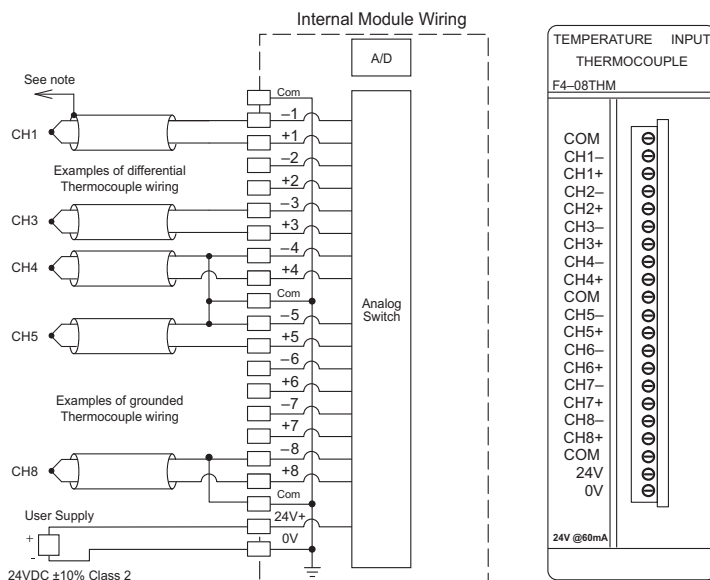 Internal Module Wiring
A/D
See note
Com
–1
CH1
+1
–2
Examples of differential
Thermocouple wiring
+2
–3
CH3
+3
–4
CH4
+4
Com
Analog
Switch
–5
CH5
+5
–6
+6
Examples of grounded
Thermocouple wiring
–7
+7
–8
CH8
+8
Com
User Supply
24V+
+
0V
-
24VDC ±10% Class 2
TEMPERATURE INPUT
THERMOCOUPLE
F4–08THM
COM
CH1–
CH1+
CH2–
CH2+
CH3–
CH3+
CH4–
CH4+
COM
CH5–
CH5+
CH6–
CH6+
CH7–
CH7+
CH8–
CH8+
COM
24V
0V
24V @60mA